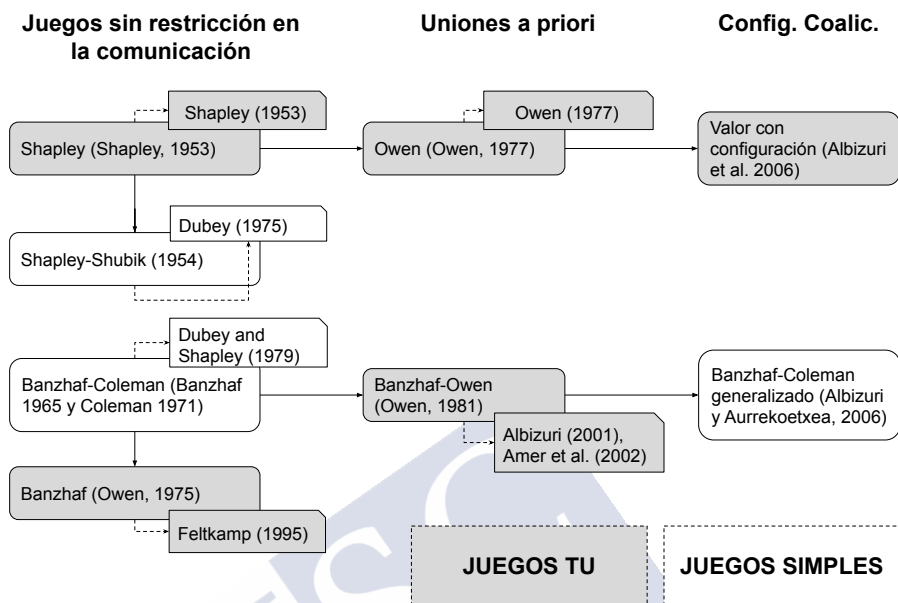 Juegos sin restricción en
la comunicación
Uniones a priori
Config. Coalic.
Shapley (1953)
Owen (1977)
Shapley (Shapley, 1953)
Owen (Owen, 1977)
Valor con
configuración (Albizuri
et al. 2006)
Dubey (1975)
Shapley-Shubik (1954)
Dubey and
Shapley (1979)
Banzhaf-Coleman (Banzhaf
1965 y Coleman 1971)
Banzhaf-Owen
(Owen, 1981)
Banzhaf-Coleman
generalizado (Albizuri
y Aurrekoetxea, 2006)
Albizuri (2001),
Amer et al. (2002)
Banzhaf (Owen, 1975)
Feltkamp (1995)
JUEGOS TU
JUEGOS SIMPLES